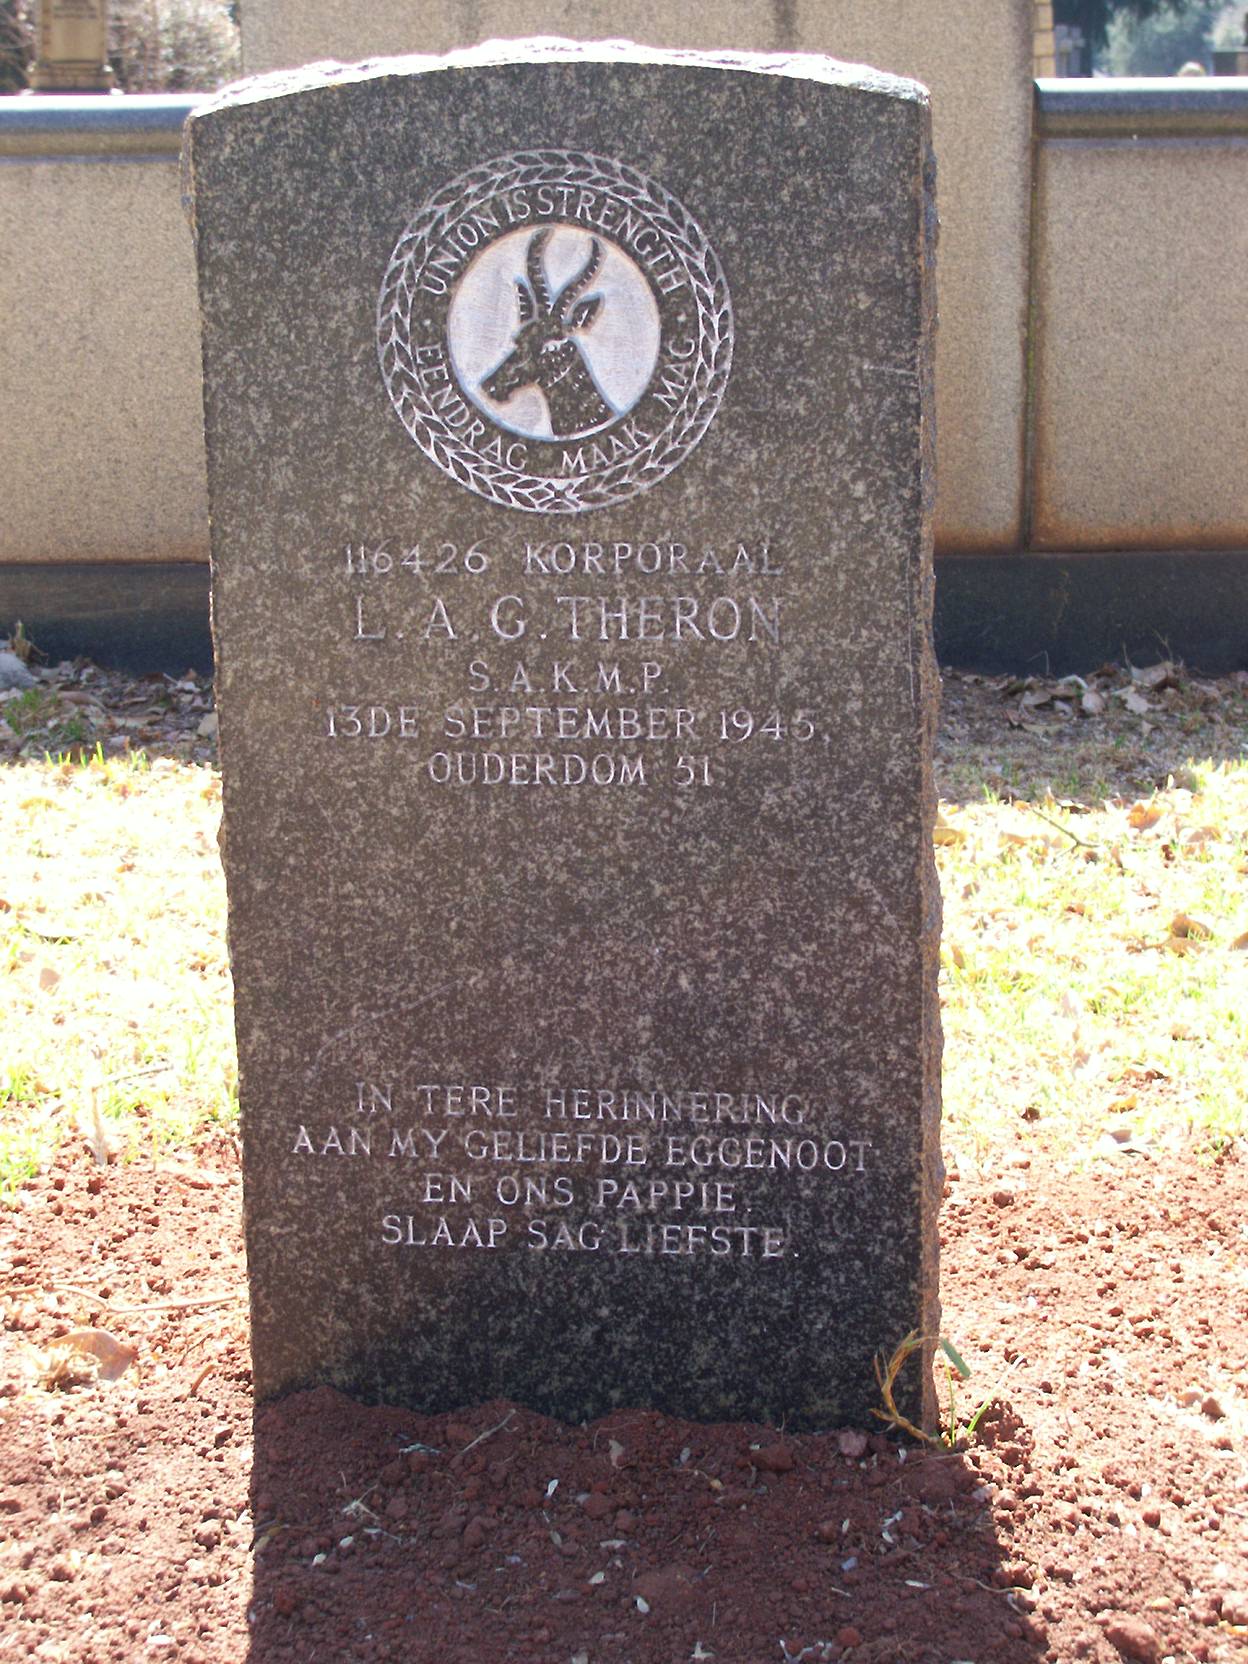 UNION IS STRENGTH
EENDRAG MAAK MAG
116426 KORPORAAL
L. A. G. THERON
S.A.K.M.P.
13DE SEPTEMBER 1945,
OUDERDOM 51
IN TERE HERINNERING
AAN MY GELIEFDE EGGENOOT
EN ONS PAPPIE.
SLAAP SAG LIEFSTE.